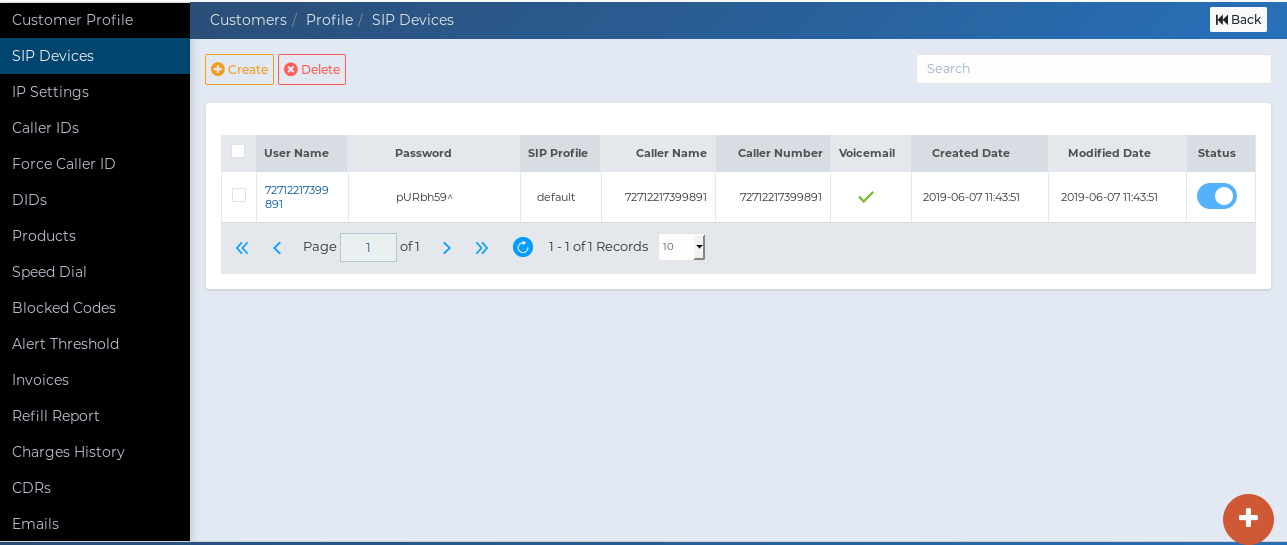 Customer Profile
SIP Devices
IP Settings
Caller IDs
Force Caller ID
DIDs
Products
Speed Dial
Blocked Codes
Alert Threshold
Invoices
Refill Report
Charges History
CDRs
Emails
Customers / Profile / SIP Devices
Back
Create Delete
Search
User Name Password SIP Profile Caller Name Caller Number Voicemail Created Date Modified Date Status
72712217399
891
pURbh59^ default 72712217399891 72712217399891 2019-06-07 11:43:51 2019-06-07 11:43:51
Page 1 of 1 1 - 1 of 1 Records 10